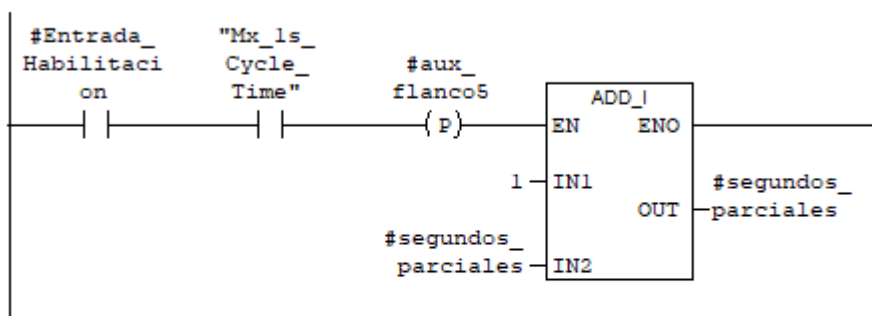 #Entrada_
Habilitaci
on
"Mx_1s_
Cycle_
Time"
#aux_
flanco5
P
ADD_I
EN ENO
1 IN1
OUT
#segundos_
parciales
#segundos_
parciales IN2